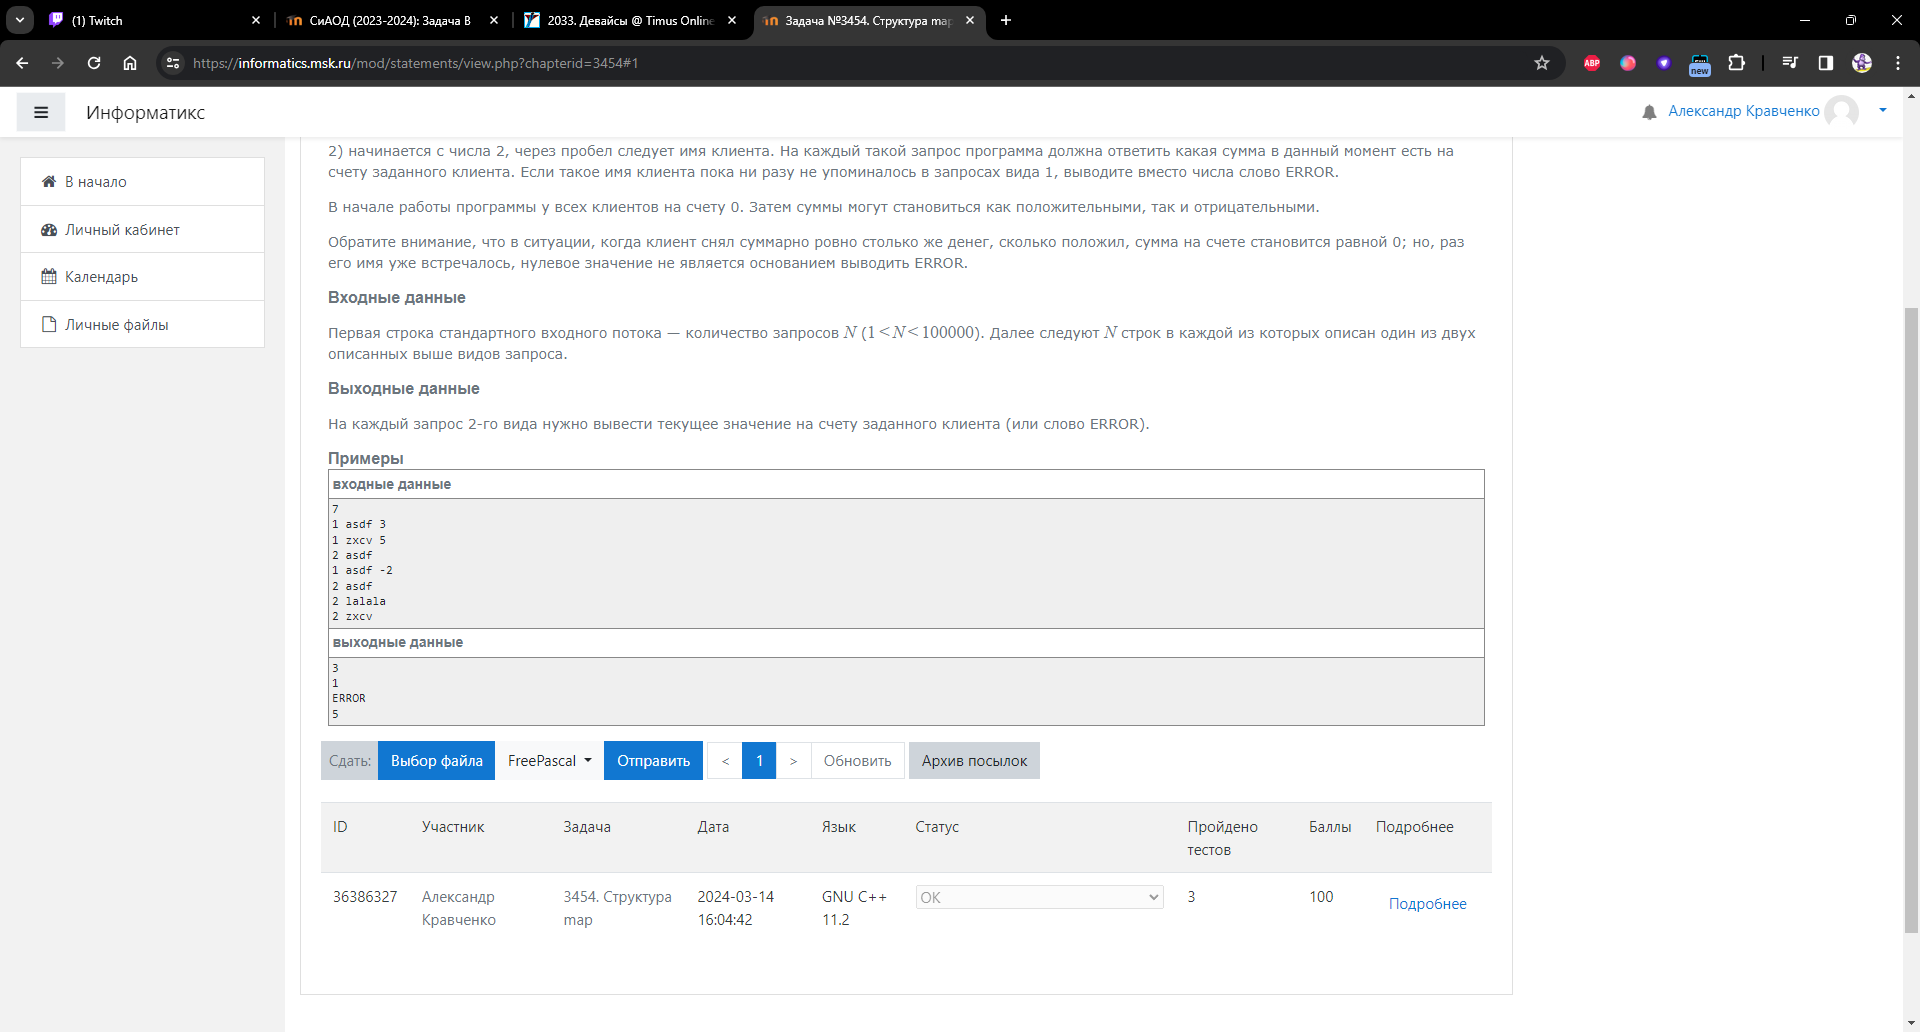 (1) Twitch
СиАОД (2023-2024): Задача B
2033. Девайсы @ Timus Online
Задача №3454. Структура map
https://informatics.msk.ru/mod/statements/view.php?chapterid=3454#1
ABP
new
Информатикс
Александр Кравченко
В начало
Личный кабинет
Календарь
Личные файлы
2) начинается с числа 2, через пробел следует имя клиента. На каждый такой запрос программа должна ответить какая сумма в данный момент есть на
счету заданного клиента. Если такое имя клиента пока ни разу не упоминалось в запросах вида 1, выводите вместо числа слово ERROR.
В начале работы программы у всех клиентов на счету 0. Затем суммы могут становиться как положительными, так и отрицательными.
Обратите внимание, что в ситуации, когда клиент снял суммарно ровно столько же денег, сколько положил, сумма на счете становится равной 0; но, раз
его имя уже встречалось, нулевое значение не является основанием выводить ERROR.
Входные данные
Первая строка стандартного входного потока — количество запросов N (1<N<100000). Далее следуют N строк в каждой из которых описан один из двух
описанных выше видов запроса.
Выходные данные
На каждый запрос 2-го вида нужно вывести текущее значение на счету заданного клиента (или слово ERROR).
Примеры
входные данные
7
1 asdf 3
1 zxcv 5
2 asdf
1 asdf -2
2 asdf
2 lalala
2 zxcv
выходные данные
3
1
ERROR
5
Сдать: Выбор файла FreePascal Отправить < 1 > Обновить Архив посылок
ID Участник Задача Дата Язык Статус Пройдено тестов Баллы Подробнее
36386327 Александр Кравченко 3454. Структура map 2024-03-14 16:04:42 GNU C++ 11.2 OK 3 100 Подробнее